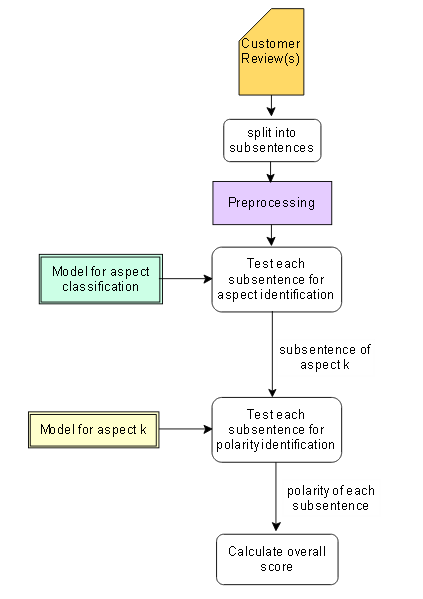 Customer
Review(s)
split into
subsentences
Preprocessing
Model for aspect
classification
Test each
subsentence for
aspect identification
subsentence of
aspect k
Model for aspect k
Test each
subsentence for
polarity identification
polarity of each
subsentence
Calculate overall
score